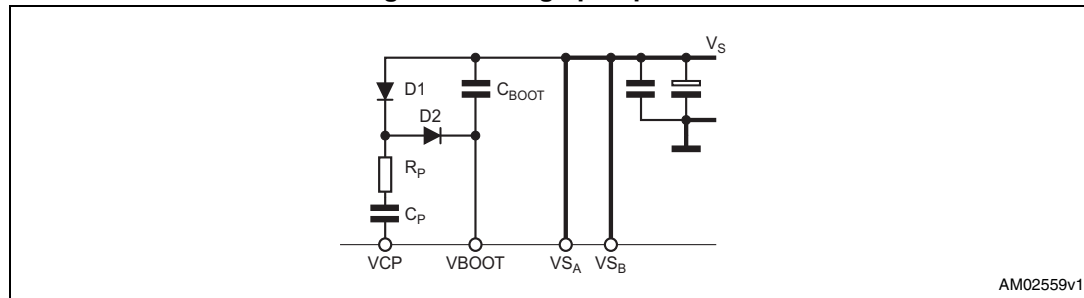 V_S
D1
C_BOOT
D2
R_P
C_P
VCP VBOOT VS_A VS_B
AM02559v1